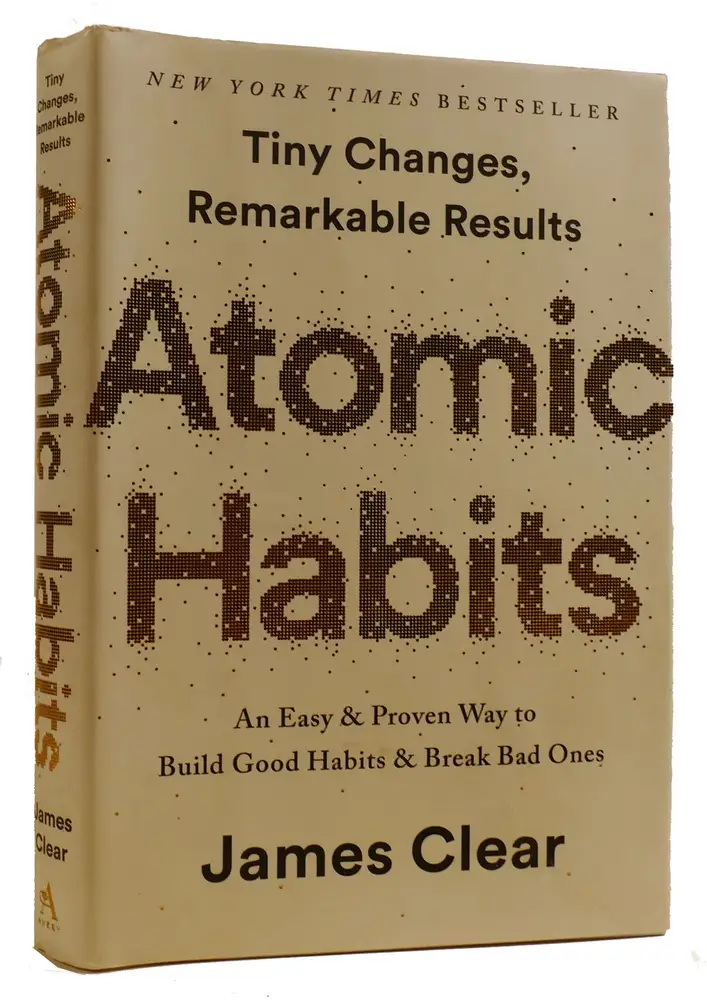 NEW YORK TIMES BESTSELLER
Tiny Changes,
Remarkable Results
Atomic
Habits
An Easy & Proven Way to
Build Good Habits & Break Bad Ones
James Clear
Tiny
Changes,
Remarkable
Results
Atomic Habits
James
Clear
A
AVERY